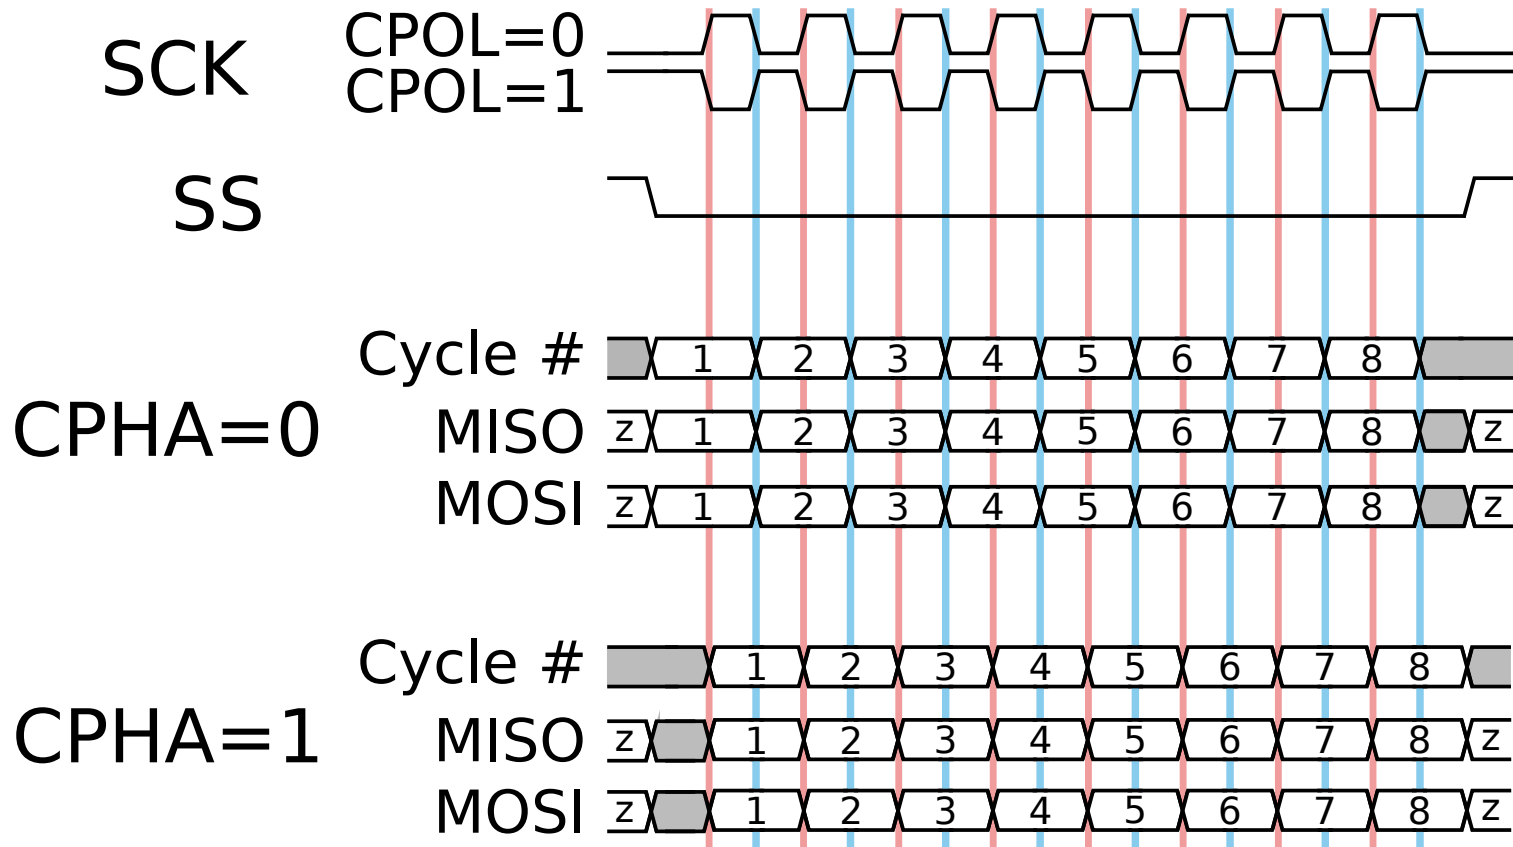 SCK CPOL=0
CPOL=1
SS
Cycle # 1 2 3 4 5 6 7 8
CPHA=0 MISO z 1 2 3 4 5 6 7 8 z
MOSI z 1 2 3 4 5 6 7 8 z
Cycle # 1 2 3 4 5 6 7 8
CPHA=1 MISO z 1 2 3 4 5 6 7 8 z
MOSI z 1 2 3 4 5 6 7 8 z